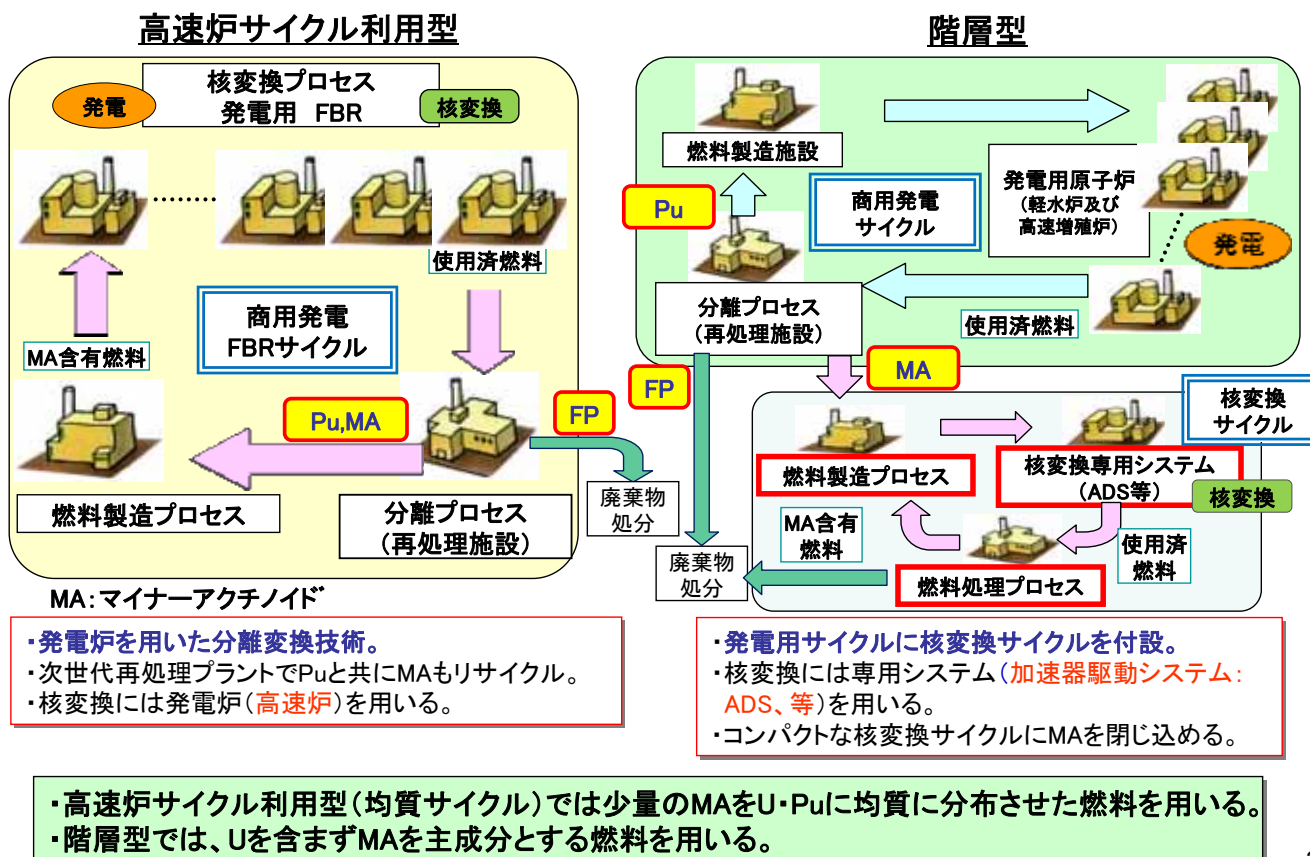 高速炉サイクル利用型
発電
核変換プロセス
発電用 FBR
核変換
使用済燃料
商用発電
FBRサイクル
MA含有燃料
Pu,MA
FP
燃料製造プロセス
分離プロセス
(再処理施設)
廃棄物
処分
MA:マイナーアクチノイド
・発電炉を用いた分離変換技術。
・次世代再処理プラントでPuと共にMAもリサイクル。
・核変換には発電炉(高速炉)を用いる。
階層型
燃料製造施設
Pu
商用発電
サイクル
発電用原子炉
(軽水炉及び
高速増殖炉)
発電
分離プロセス
(再処理施設)
使用済燃料
FP
MA
核変換
サイクル
燃料製造プロセス
核変換専用システム
(ADS等)
核変換
MA含有
燃料
使用済
燃料
廃棄物
処分
燃料処理プロセス
・発電用サイクルに核変換サイクルを付設。
・核変換には専用システム(加速器駆動システム:
ADS、等)を用いる。
・コンパクトな核変換サイクルにMAを閉じ込める。
・高速炉サイクル利用型(均質サイクル)では少量のMAをU・Puに均質に分布させた燃料を用いる。
・階層型では、Uを含まずMAを主成分とする燃料を用いる。